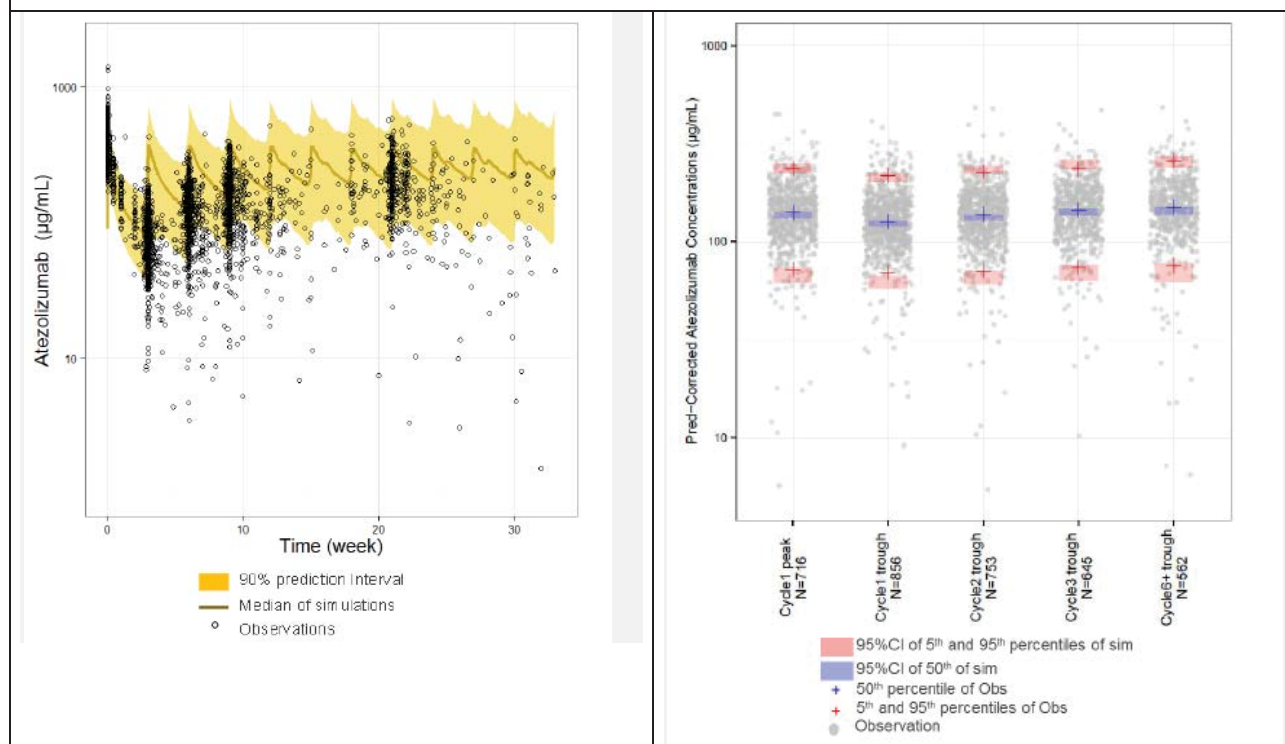 1000
10
Atezolizumab (µg/mL)
0
10
20
30
Time (week)
90% prediction Interval
Median of simulations
Observations
1000
100
10
Pred-Corrected Atezolizumab Concentrations (µg/mL)
Cycle1 peak
N=716
Cycle1 trough
N=856
Cycle2 trough
N=753
Cycle3 trough
N=645
Cycle6+ trough
N=562
95%CI of 5th and 95th percentiles of sim
95%CI of 50th of sim
50th percentile of Obs
5th and 95th percentiles of Obs
Observation